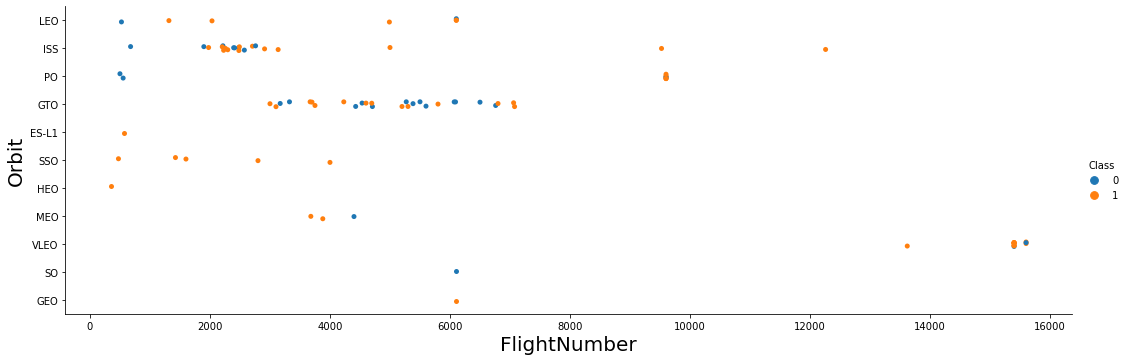 LEO
ISS
PO
GTO
ES-L1
SSO
HEO
MEO
VLEO
SO
GEO
Orbit
0 2000 4000 6000 8000 10000 12000 14000 16000
FlightNumber
Class
0
1